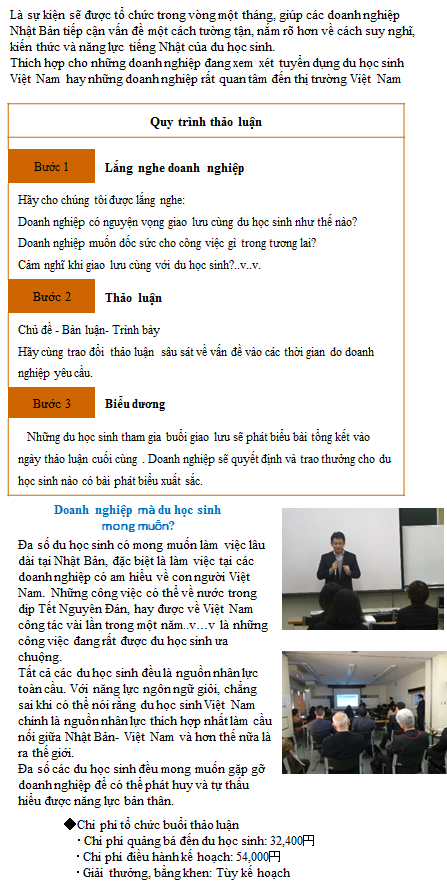 Là sự kiện sẽ được tổ chức trong vòng một tháng, giúp các doanh nghiệp
Nhật Bản tiếp cận vấn đề một cách tường tận, nắm rõ hơn về cách suy nghĩ,
kiến thức và năng lực tiếng Nhật của du học sinh.
Thích hợp cho những doanh nghiệp đang xem xét tuyển dụng du học sinh
Việt Nam hay những doanh nghiệp rất quan tâm đến thị trường Việt Nam
Quy trình thảo luận
Bước 1 Lắng nghe doanh nghiệp
Hãy cho chúng tôi được lắng nghe:
Doanh nghiệp có nguyện vọng giao lưu cùng du học sinh như thế nào?
Doanh nghiệp muốn dốc sức cho công việc gì trong tương lai?
Cảm nghĩ khi giao lưu cùng với du học sinh?..v..v.
Bước 2 Thảo luận
Chủ đề - Bàn luận- Trình bày
Hãy cùng trao đổi thảo luận sâu sát về vấn đề vào các thời gian do doanh
nghiệp yêu cầu.
Bước 3 Biểu dương
Những du học sinh tham gia buổi giao lưu sẽ phát biểu bài tổng kết vào
ngày thảo luận cuối cùng . Doanh nghiệp sẽ quyết định và trao thưởng cho du
học sinh nào có bài phát biểu xuất sắc.
Doanh nghiệp mà du học sinh
mong muốn?
Đa số du học sinh có mong muốn làm việc lâu
dài tại Nhật Bản, đặc biệt là làm việc tại các
doanh nghiệp có am hiểu về con người Việt
Nam. Những công việc có thể về nước trong
dịp Tết Nguyên Đán, hay được về Việt Nam
công tác vài lần trong một năm..v…v là những
công việc đang rất được du học sinh ưa
chuộng.
Tất cả các du học sinh đều là nguồn nhân lực
toàn cầu. Với năng lực ngôn ngữ giỏi, chẳng
sai khi có thể nói rằng du học sinh Việt Nam
chính là nguồn nhân lực thích hợp nhất làm cầu
nối giữa Nhật Bản- Việt Nam và hơn thế nữa là
ra thế giới.
Đa số các du học sinh đều mong muốn gặp gỡ
doanh nghiệp để có thể phát huy và tự thấu
hiểu được năng lực bản thân.
◆Chi phí tổ chức buổi thảo luận
・Chi phí quảng bá đến du học sinh: 32,400円
・Chi phí điều hành kế hoạch: 54,000円
・Giải thưởng, bằng khen: Tùy kế hoạch